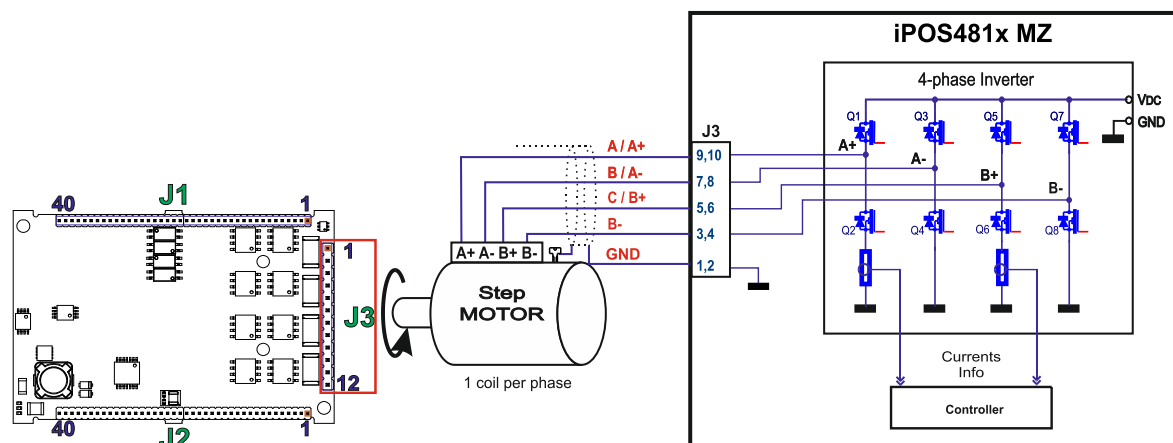 iPOS481x MZ
4-phase Inverter
VDC
GND
Q1
Q3
Q5
Q7
A+
A-
B+
B-
Q2
Q4
Q6
Q8
J3
9,10
7,8
5,6
3,4
1,2
A / A+
B / A-
C / B+
B-
GND
A+ A- B+ B-
Step
MOTOR
1 coil per phase
Currents
Info
Controller
J1
40
1
1
J3
12
40
1
J2